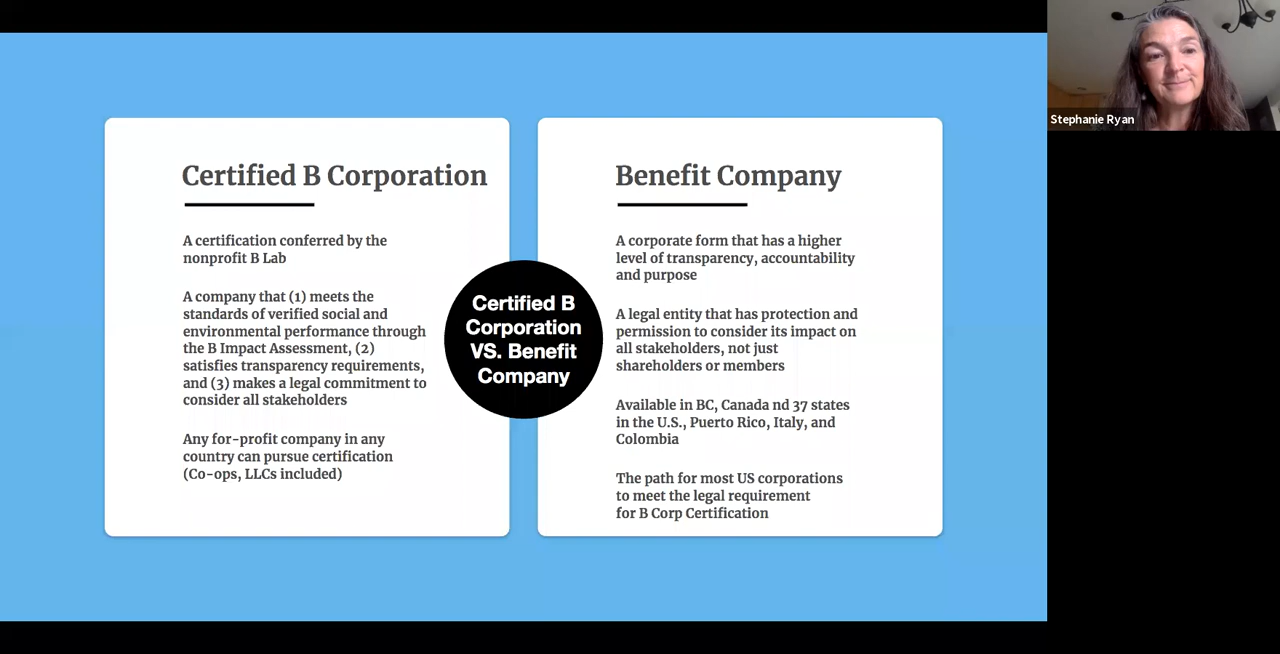 Certified B Corporation
A certification conferred by the
nonprofit B Lab
A company that (1) meets the
standards of verified social and
environmental performance through
the B Impact Assessment, (2)
satisfies transparency requirements,
and (3) makes a legal commitment to
consider all stakeholders
Any for-profit company in any
country can pursue certification
(Co-ops, LLCs included)
Certified B
Corporation
VS. Benefit
Company
Benefit Company
A corporate form that has a higher
level of transparency, accountability
and purpose
A legal entity that has protection and
permission to consider its impact on
all stakeholders, not just
shareholders or members
Available in BC, Canada nd 37 states
in the U.S., Puerto Rico, Italy, and
Colombia
The path for most US corporations
to meet the legal requirement
for B Corp Certification
Stephanie Ryan